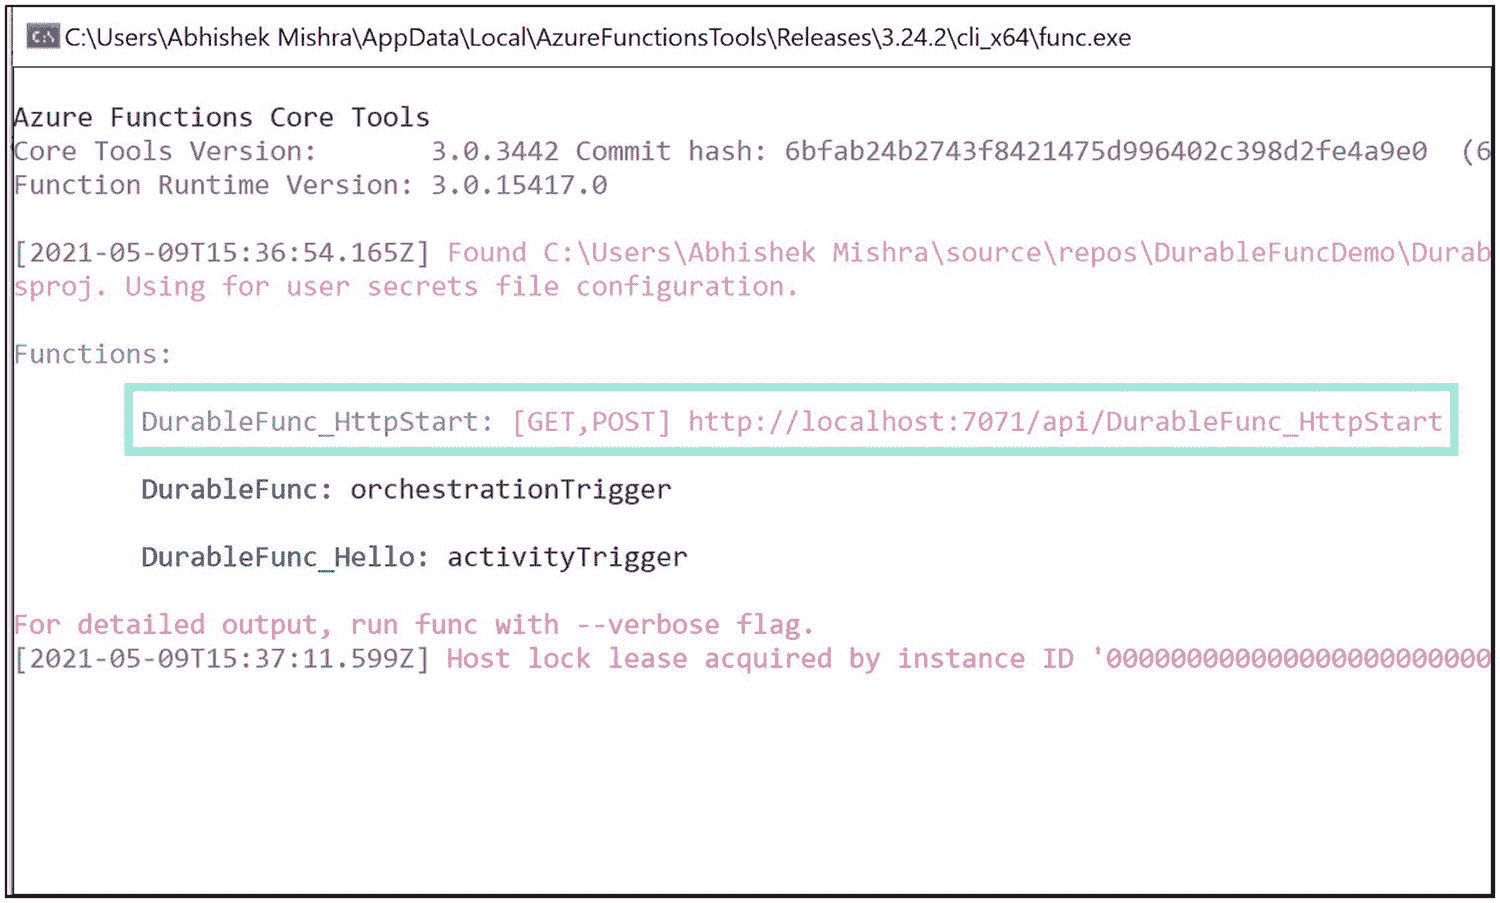 C:\Users\Abhishek Mishra\AppData\Local\AzureFunctionsTools\Releases\3.24.2\cli_x64\func.exe
Azure Functions Core Tools
Core Tools Version: 3.0.3442 Commit hash: 6bfab24b2743f8421475d996402c398d2fe4a9e0 (6
Function Runtime Version: 3.0.15417.0
[2021-05-09T15:36:54.165Z] Found C:\Users\Abhishek Mishra\source\repos\DurableFuncDemo\Durab
sproj. Using for user secrets file configuration.
Functions:
DurableFunc_HttpStart: [GET,POST] http://localhost:7071/api/DurableFunc_HttpStart
DurableFunc: orchestrationTrigger
DurableFunc_Hello: activityTrigger
For detailed output, run func with --verbose flag.
[2021-05-09T15:37:11.599Z] Host lock lease acquired by instance ID '000000000000000000000000